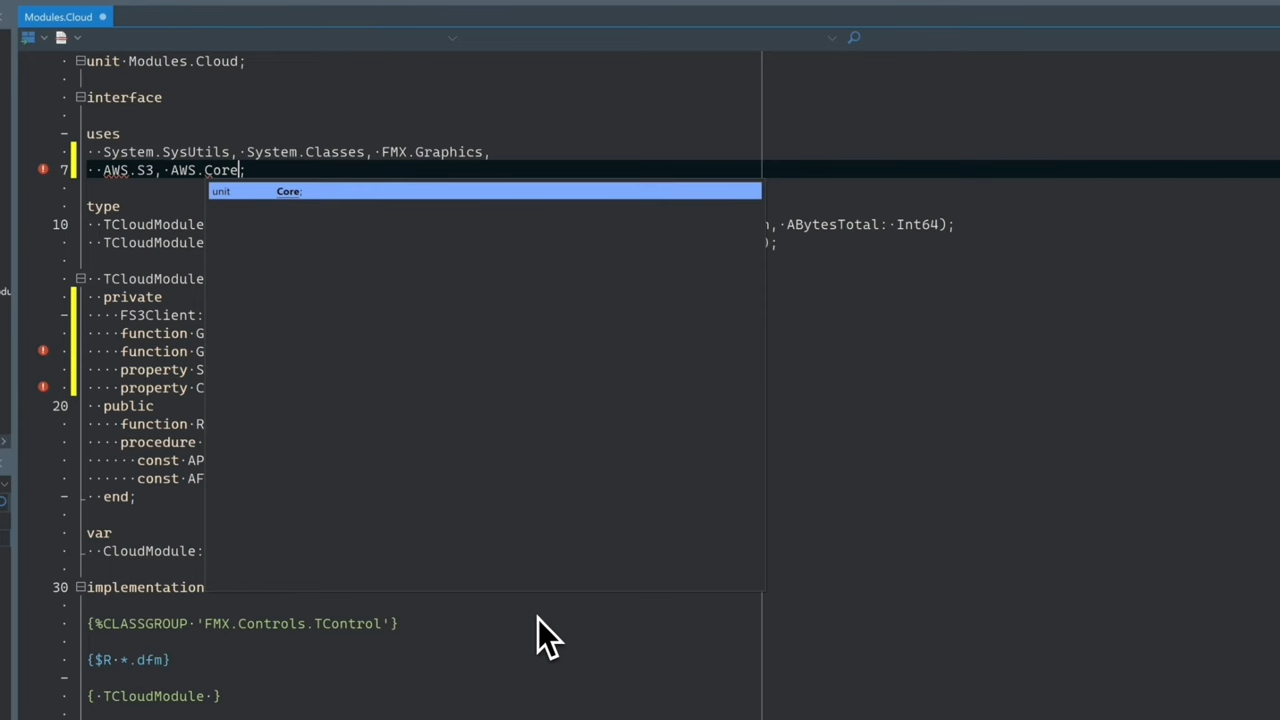 Modules.Cloud
unit Modules.Cloud;
interface
uses
System.SysUtils, System.Classes, FMX.Graphics,
7 AWS.S3, AWS.Core;
unit Core;
type
10 TCloudModule , ABytesTotal: Int64);
TCloudModule );
TCloudModule
du
private
FS3Client:
function G
function G
property S
property C
20 public
function R
procedure
const AP
const AF
end;
var
CloudModule:
30 implementation
{%CLASSGROUP 'FMX.Controls.TControl'}
{$R *.dfm}
{ TCloudModule }